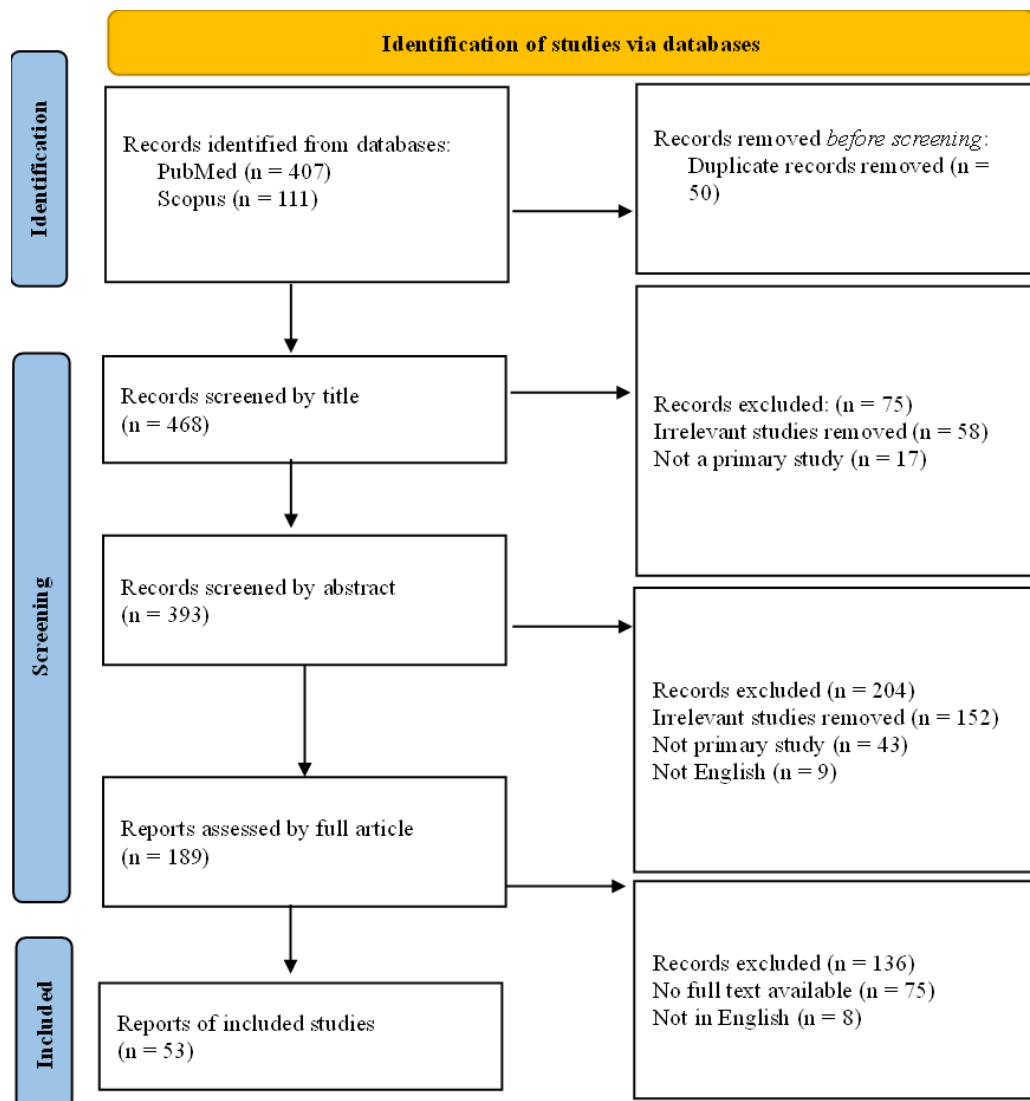 Identification of studies via databases
Identification
Records identified from databases:
PubMed (n = 407)
Scopus (n = 111)
Records removed before screening:
Duplicate records removed (n =
50)
Screening
Records screened by title
(n = 468)
Records excluded: (n = 75)
Irrelevant studies removed (n = 58)
Not a primary study (n = 17)
Records screened by abstract
(n = 393)
Records excluded (n = 204)
Irrelevant studies removed (n = 152)
Not primary study (n = 43)
Not English (n = 9)
Reports assessed by full article
(n = 189)
Records excluded (n = 136)
No full text available (n = 75)
Not in English (n = 8)
Included
Reports of included studies
(n = 53)